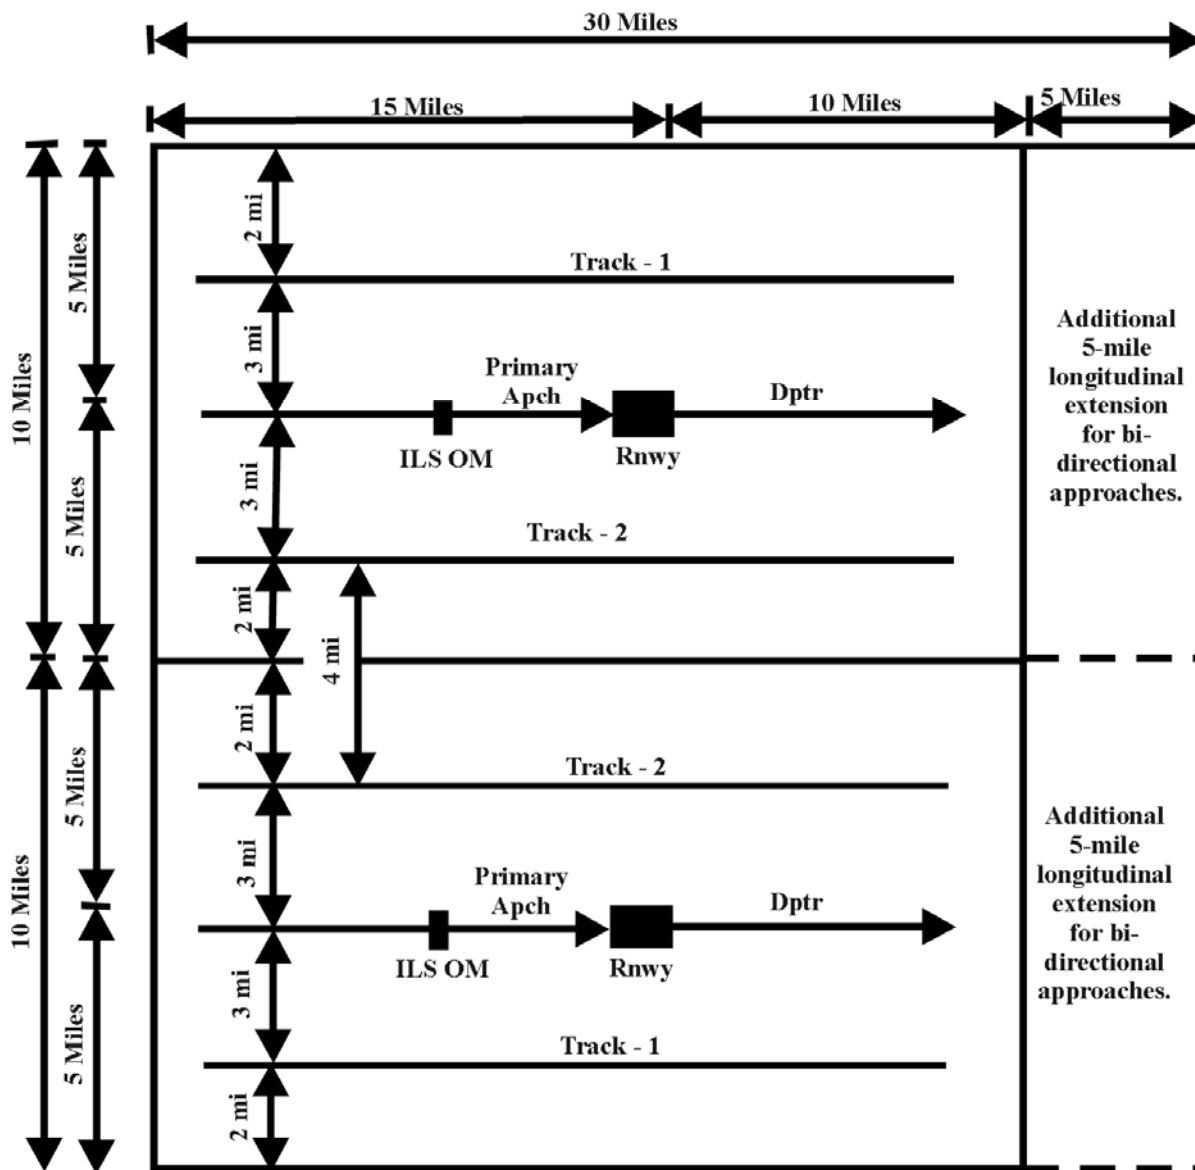 30 Miles
15 Miles
10 Miles
5 Miles
10 Miles
5 Miles
2 mi
Track - 1
3 mi
Primary
Apch
Dptr
ILS OM
Rnwy
Additional
5-mile
longitudinal
extension
for bi-
directional
approaches.
5 Miles
3 mi
Track - 2
2 mi
4 mi
10 Miles
5 Miles
2 mi
Track - 2
3 mi
Primary
Apch
Dptr
ILS OM
Rnwy
Additional
5-mile
longitudinal
extension
for bi-
directional
approaches.
5 Miles
3 mi
Track - 1
2 mi